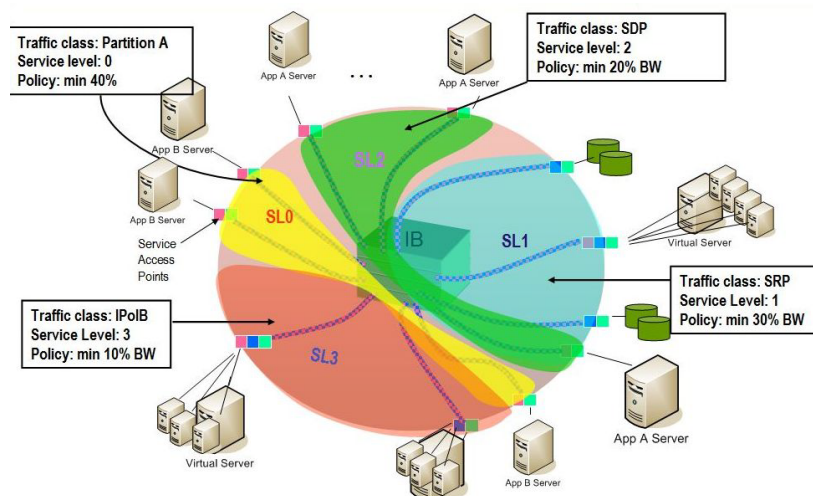 Traffic class: Partition A
Service level: 0
Policy: min 40%
App A Server
...
App A Server
Traffic class: SDP
Service level: 2
Policy: min 20% BW
App B Server
App B Server
Service
Access
Points
SL2
SL0
IB
SL1
SL3
Virtual Server
Traffic class: SRP
Service Level: 1
Policy: min 30% BW
Traffic class: IPoIB
Service Level: 3
Policy: min 10% BW
App A Server
Virtual Server
App B Server